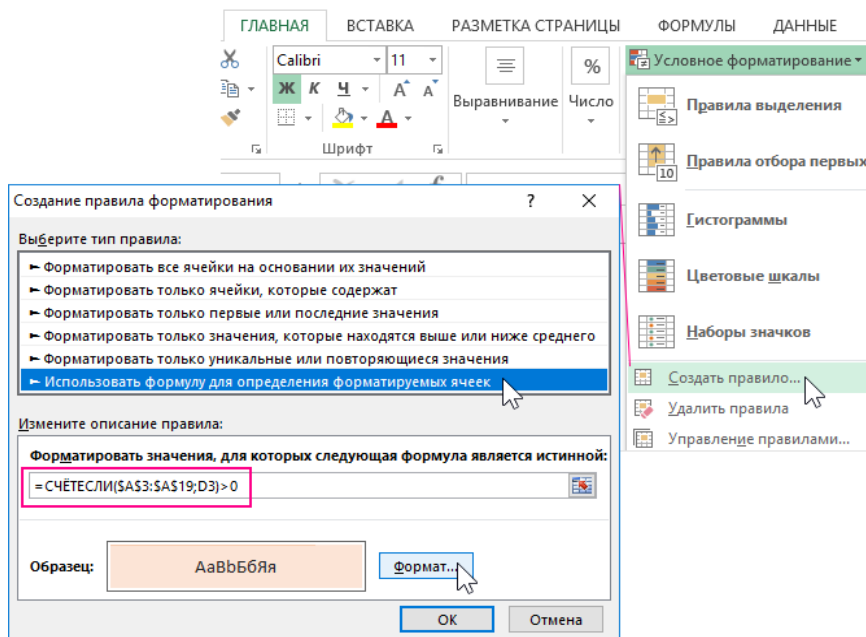 ГЛАВНАЯ ВСТАВКА РАЗМЕТКА СТРАНИЦЫ ФОРМУЛЫ ДАННЫЕ
Calibri 11
Ж К Ч А А
Выравнивание
%
Число
Шрифт
А
Условное форматирование
Правила выделения
Правила отбора первых
10
Гистограммы
Цветовые шкалы
Наборы значков
Создать правило...
Удалить правила
Управление правилами...
Создание правила форматирования ?
Выберите тип правила:
► Форматировать все ячейки на основании их значений
► Форматировать только ячейки, которые содержат
► Форматировать только первые или последние значения
► Форматировать только значения, которые находятся выше или ниже среднего
► Форматировать только уникальные или повторяющиеся значения
► Использовать формулу для определения форматируемых ячеек
Измените описание правила:
Форматировать значения, для которых следующая формула является истинной:
=СЧЁТЕСЛИ($A$3:$A$19;D3)>0
Образец: АаВbБбЯя Формат...
ОК Отмена